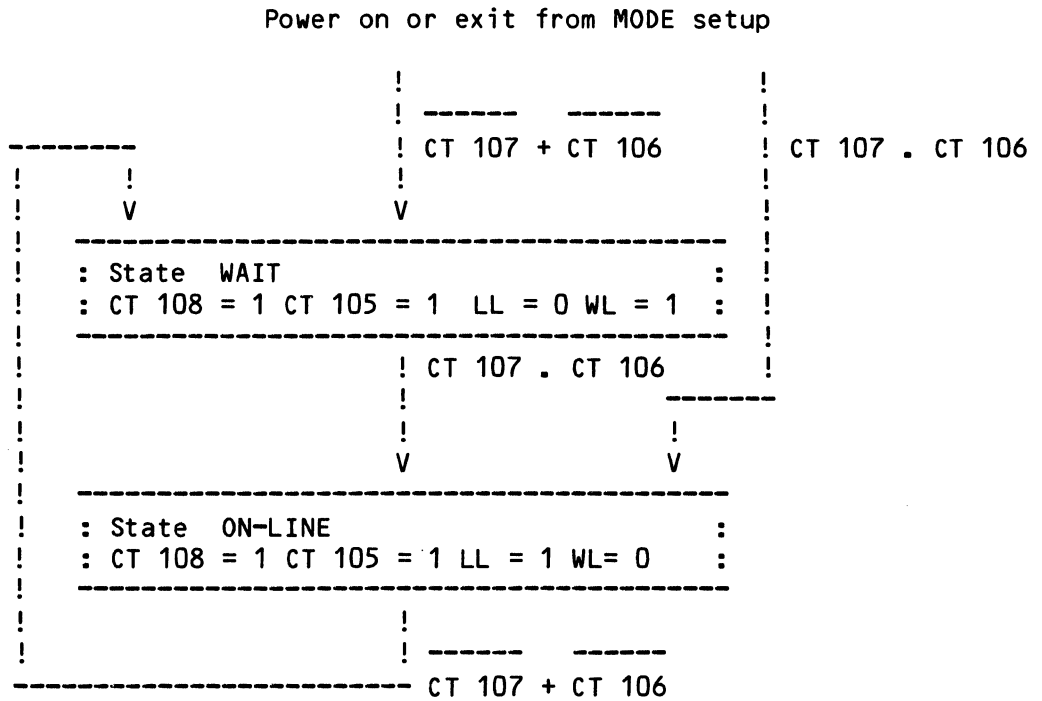 Power on or exit from MODE setup
CT 107 + CT 106
CT 107 . CT 106
: State WAIT :
: CT 108 = 1 CT 105 = 1 LL = 0 WL = 1 :
CT 107 . CT 106
: State ON-LINE :
: CT 108 = 1 CT 105 = 1 LL = 1 WL= 0 :
CT 107 + CT 106